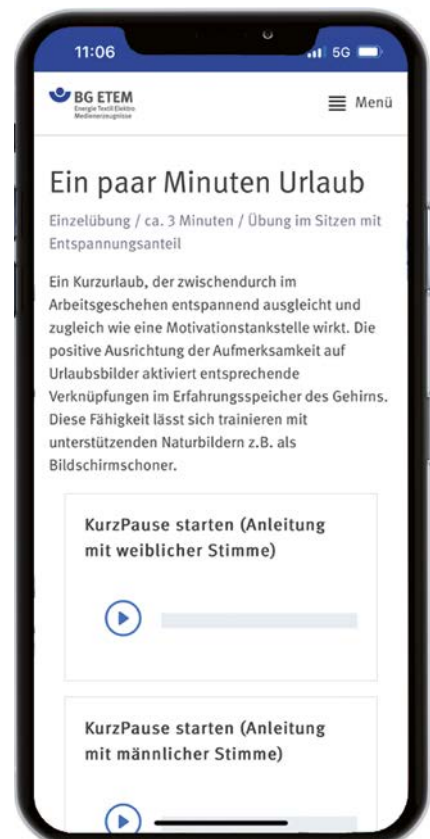 11:06
5G
BG ETEM
Energie Textil Elektro
Medienerzeugnisse
Menü
Ein paar Minuten Urlaub
Einzelübung / ca. 3 Minuten / Übung im Sitzen mit
Entspannungsanteil
Ein Kurzurlaub, der zwischendurch im
Arbeitsgeschehen entspannend ausgleicht und
zugleich wie eine Motivationstankstelle wirkt. Die
positive Ausrichtung der Aufmerksamkeit auf
Urlaubsbilder aktiviert entsprechende
Verknüpfungen im Erfahrungsspeicher des Gehirns.
Diese Fähigkeit lässt sich trainieren mit
unterstützenden Naturbildern z.B. als
Bildschirmschoner.
KurzPause starten (Anleitung
mit weiblicher Stimme)
KurzPause starten (Anleitung
mit männlicher Stimme)